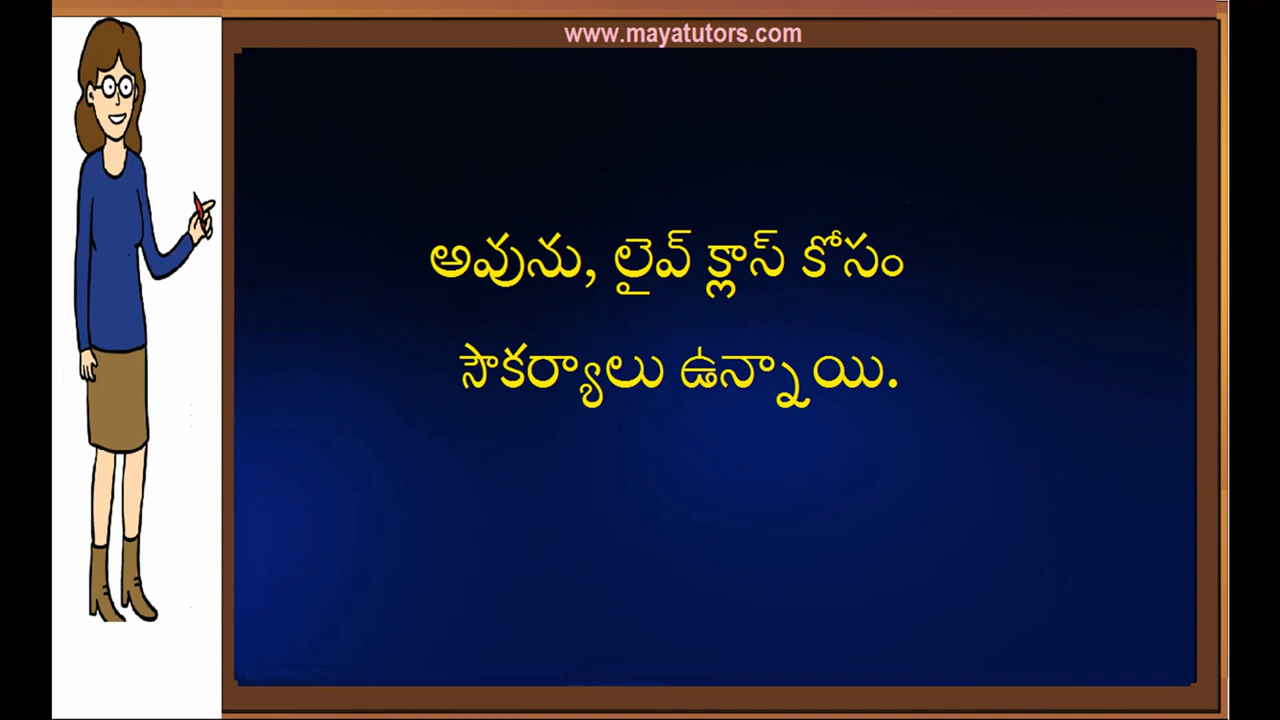 www.mayatutors.com
అవును, లైవ్ క్లాస్ కోసం
సౌకర్యాలు ఉన్నాయి.